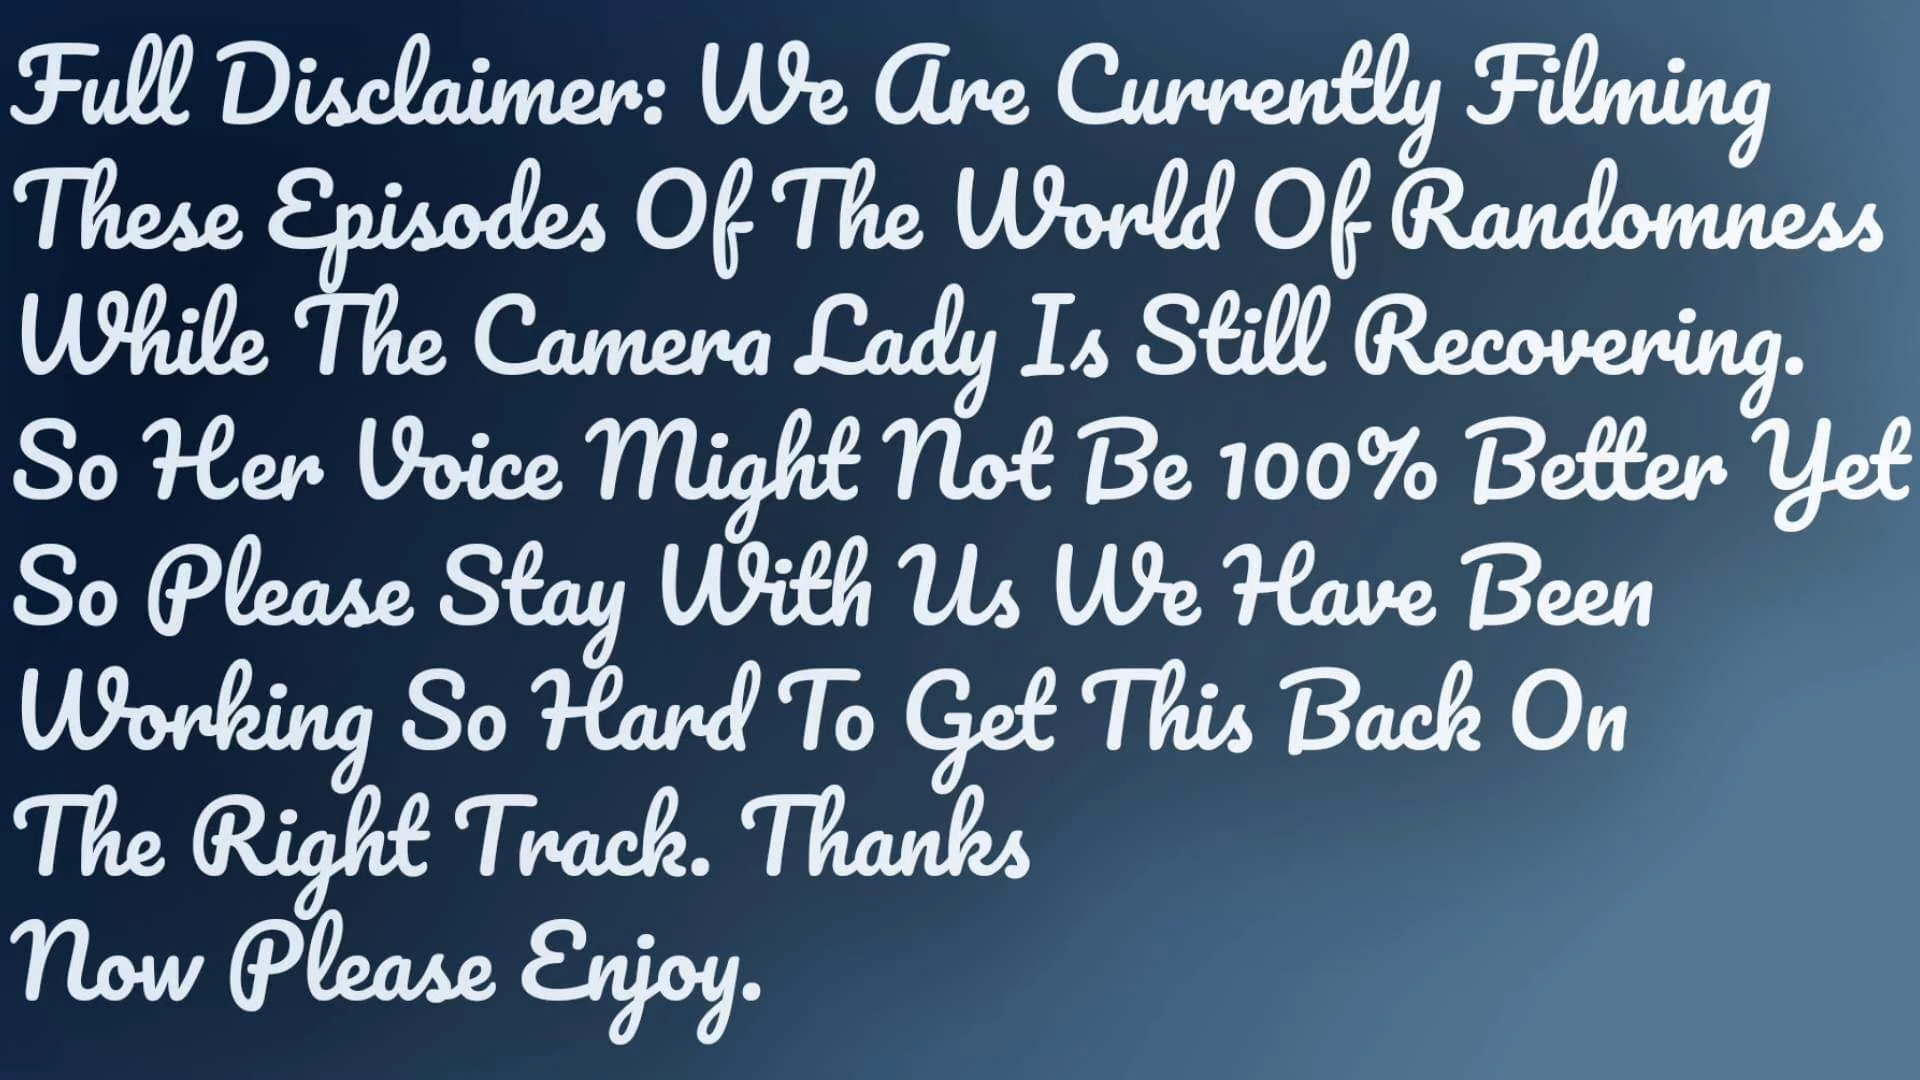 Full Disclaimer: We Are Currently Filming
These Episodes Of The World Of Randomness
While The Camera Lady Is Still Recovering.
So Her Voice Might Not Be 100% Better Yet
So Please Stay With Us We Have Been
Working So Hard To Get This Back On
The Right Track. Thanks
Now Please Enjoy.